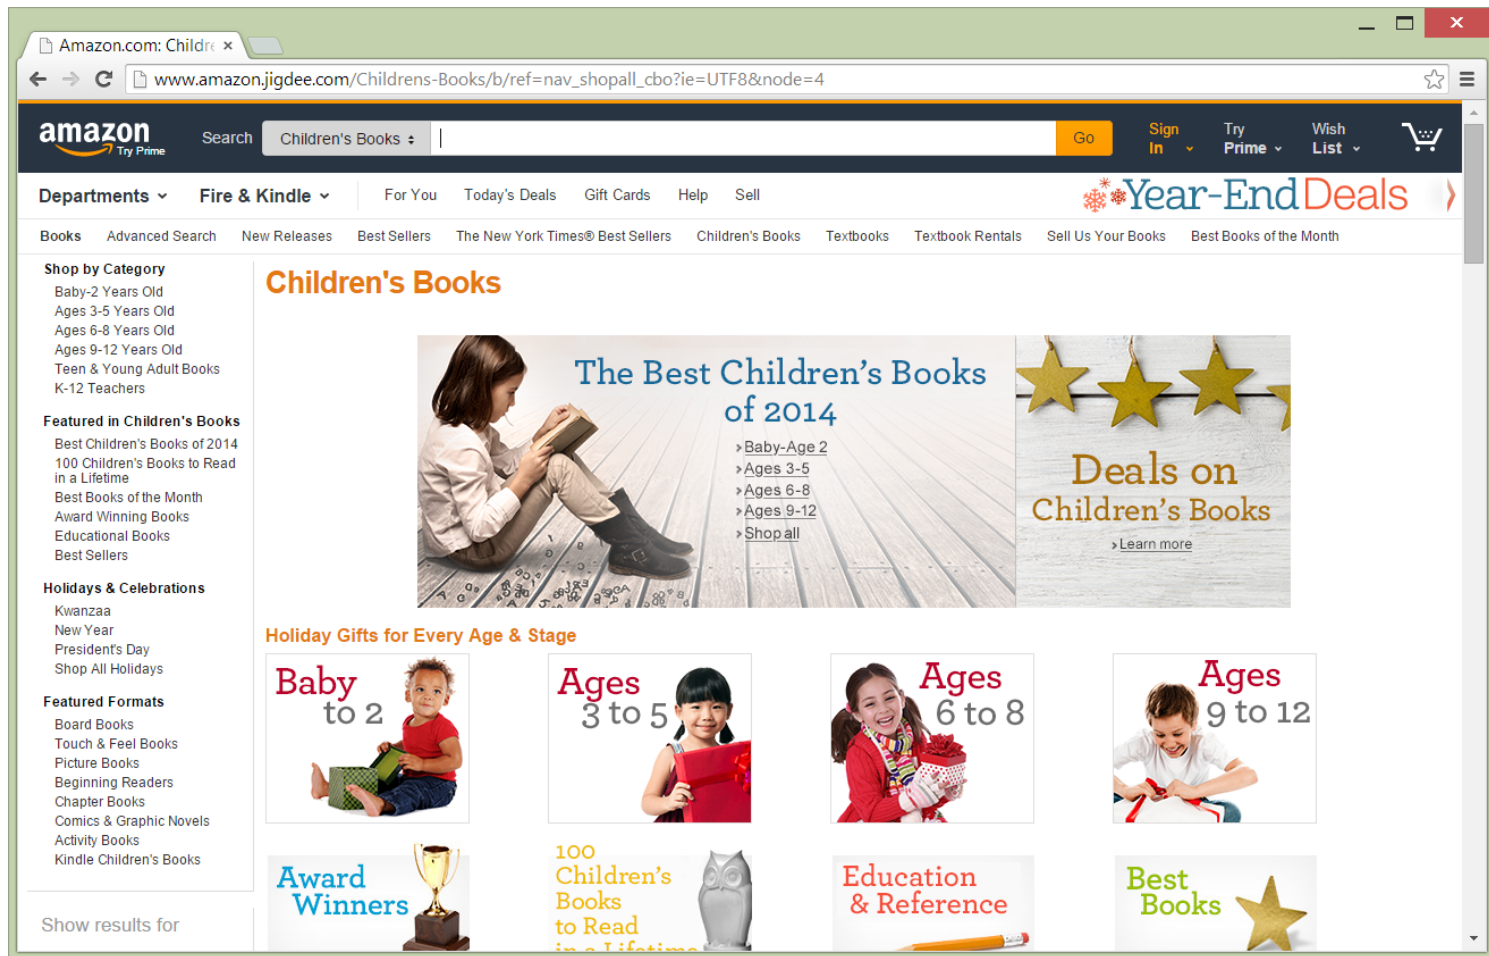 Amazon.com: Childre
www.amazon.jigdee.com/Childrens-Books/b/ref=nav_shopall_cbo?ie=UTF8&node=4
amazon
Try Prime
Search
Children's Books
Go
Sign In
Try Prime
Wish List
Departments
Fire & Kindle
For You
Today's Deals
Gift Cards
Help
Sell
Year-End Deals
Books
Advanced Search
New Releases
Best Sellers
The New York Times® Best Sellers
Children's Books
Textbooks
Textbook Rentals
Sell Us Your Books
Best Books of the Month
Shop by Category
Baby-2 Years Old
Ages 3-5 Years Old
Ages 6-8 Years Old
Ages 9-12 Years Old
Teen & Young Adult Books
K-12 Teachers
Featured in Children's Books
Best Children's Books of 2014
100 Children's Books to Read
in a Lifetime
Best Books of the Month
Award Winning Books
Educational Books
Best Sellers
Holidays & Celebrations
Kwanzaa
New Year
President's Day
Shop All Holidays
Featured Formats
Board Books
Touch & Feel Books
Picture Books
Beginning Readers
Chapter Books
Comics & Graphic Novels
Activity Books
Kindle Children's Books
Show results for
Children's Books
The Best Children's Books
of 2014
Baby-Age 2
Ages 3-5
Ages 6-8
Ages 9-12
Shop all
Deals on
Children's Books
Learn more
Holiday Gifts for Every Age & Stage
Baby
to 2
Ages
3 to 5
Ages
6 to 8
Ages
9 to 12
Award
Winners
100
Children's
Books
to Read
in a Lifetime
Education
& Reference
Best
Books